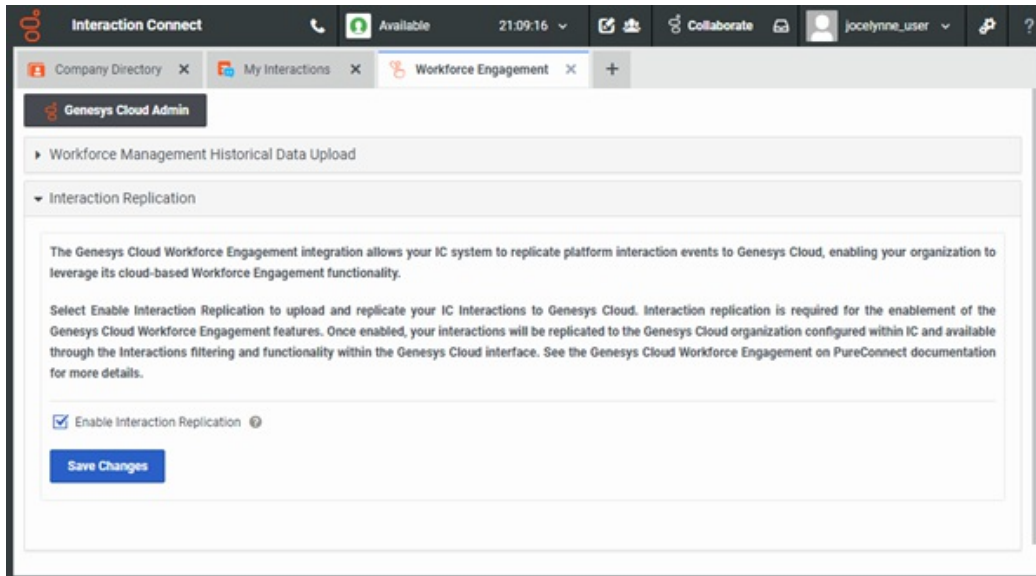 Interaction Connect
Available
21:09:16
Collaborate
jocelynne_user
?
Company Directory X
My Interactions X
Workforce Engagement X
+
Genesys Cloud Admin
Workforce Management Historical Data Upload
Interaction Replication
The Genesys Cloud Workforce Engagement integration allows your IC system to replicate platform interaction events to Genesys Cloud, enabling your organization to
leverage its cloud-based Workforce Engagement functionality.
Select Enable Interaction Replication to upload and replicate your IC Interactions to Genesys Cloud. Interaction replication is required for the enablement of the
Genesys Cloud Workforce Engagement features. Once enabled, your interactions will be replicated to the Genesys Cloud organization configured within IC and available
through the Interactions filtering and functionality within the Genesys Cloud interface. See the Genesys Cloud Workforce Engagement on PureConnect documentation
for more details.
Enable Interaction Replication ?
Save Changes